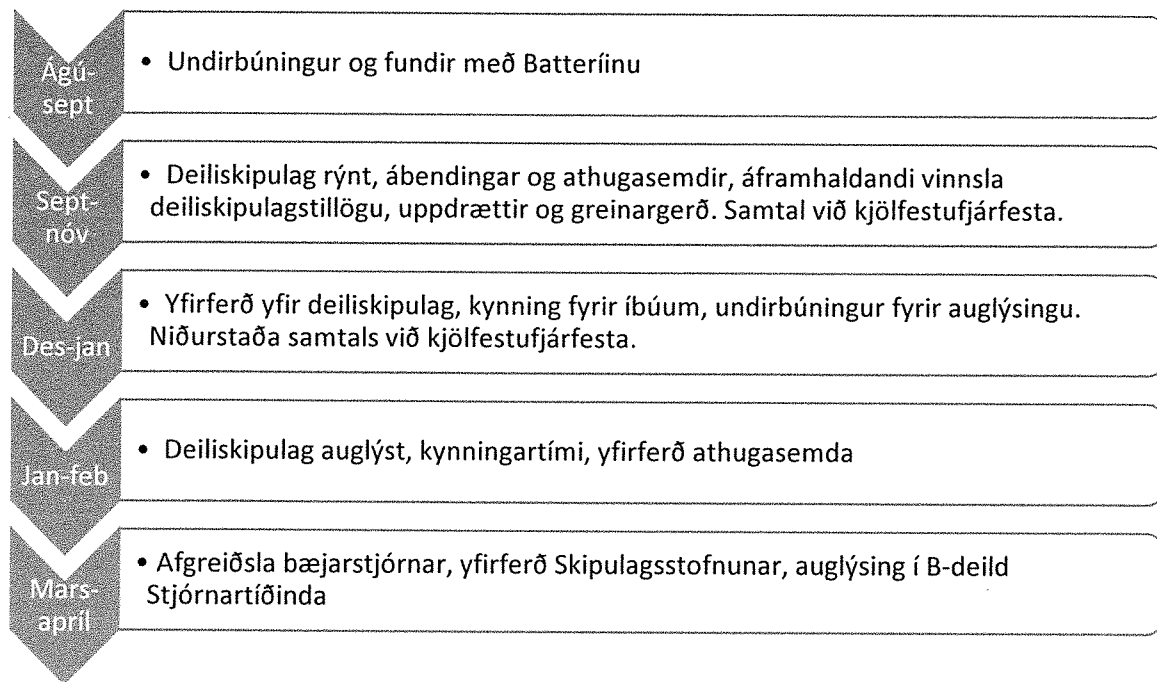 Ágú-
sept
• Undirbúningur og fundir með Batteríinu
Sept-
nóv
• Deiliskipulag rýnt, ábendingar og athugasemdir, áframhaldandi vinnsla
deiliskipulagstillögu, uppdrættir og greinargerð. Samtal við kjölfestufjárfesta.
Des-jan
• Yfirferð yfir deiliskipulag, kynning fyrir íbúum, undirbúningur fyrir auglýsingu.
Niðurstaða samtals við kjölfestufjárfesta.
Jan-feb
• Deiliskipulag auglýst, kynningartími, yfirferð athugasemda
Mars-
apríl
• Afgreiðsla bæjarstjórnar, yfirferð Skipulagsstofnunar, auglýsing í B-deild
Stjórnartíðinda